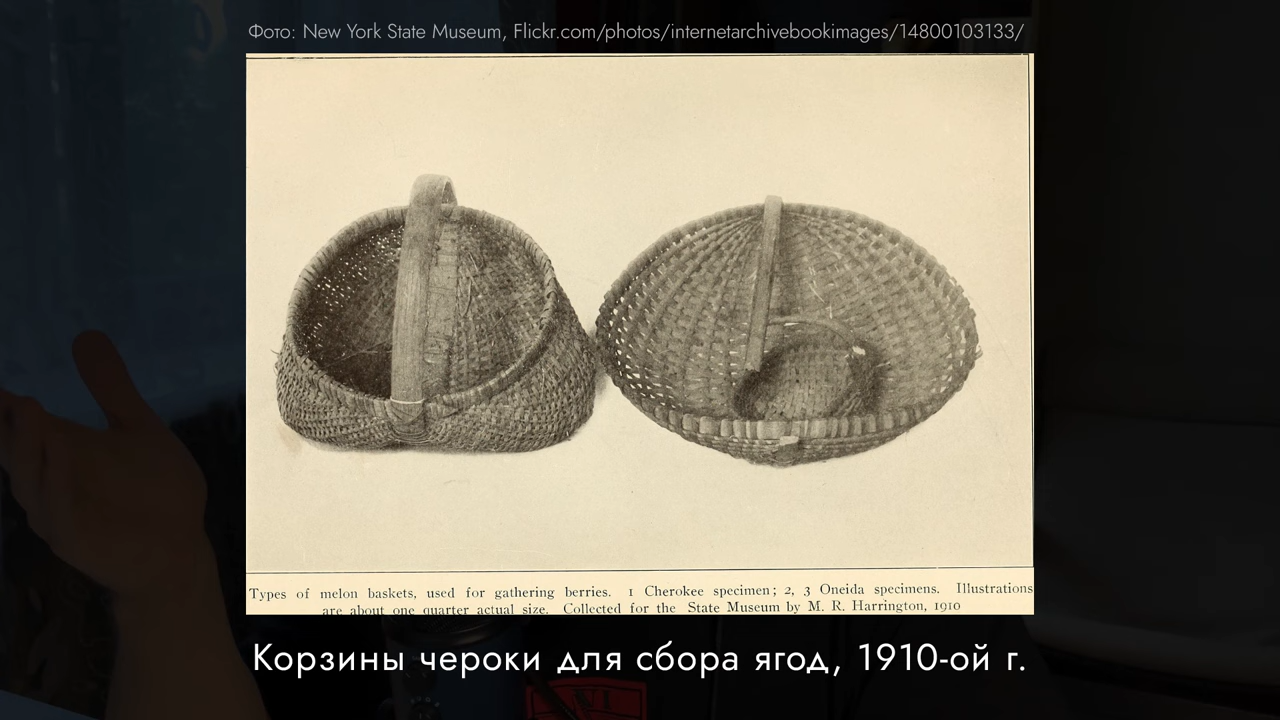 Фото: New York State Museum, Flickr.com/photos/internetarchivebookimages/14800103133/
Types of melon baskets, used for gathering berries. 1 Cherokee specimen; 2, 3 Oneida specimens. Illustrations
are about one quarter actual size. Collected for the State Museum by M. R. Harrington, 1910
Корзины чероки для сбора ягод, 1910-ой г.